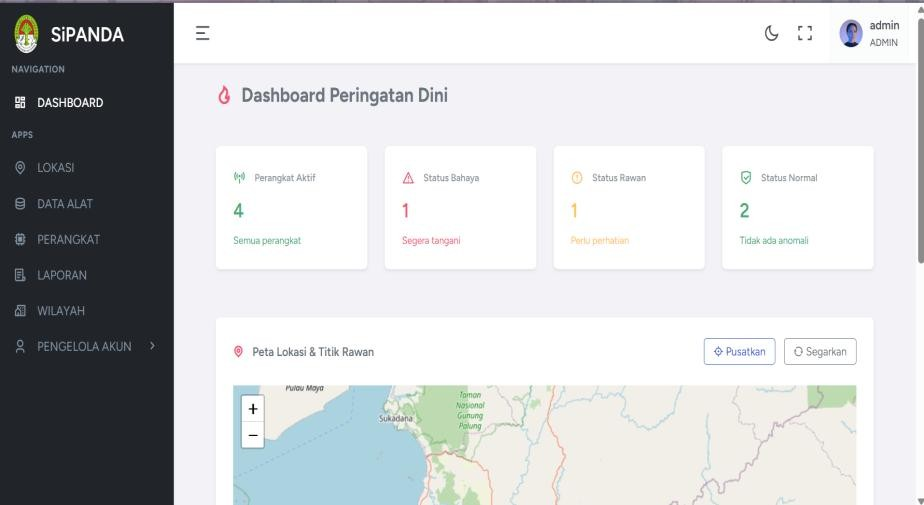 SiPANDA
admin
ADMIN
NAVIGATION
DASHBOARD
APPS
LOKASI
DATA ALAT
PERANGKAT
LAPORAN
WILAYAH
PENGELOLA AKUN
Dashboard Peringatan Dini
Perangkat Aktif
4
Semua perangkat
Status Bahaya
1
Segera tangani
Status Rawan
1
Perlu perhatian
Status Normal
2
Tidak ada anomali
Peta Lokasi & Titik Rawan
Pusatkan
Segarkan
+
−
Pulau Maya
Sukadana
Taman
Nasional
Gunung
Palung